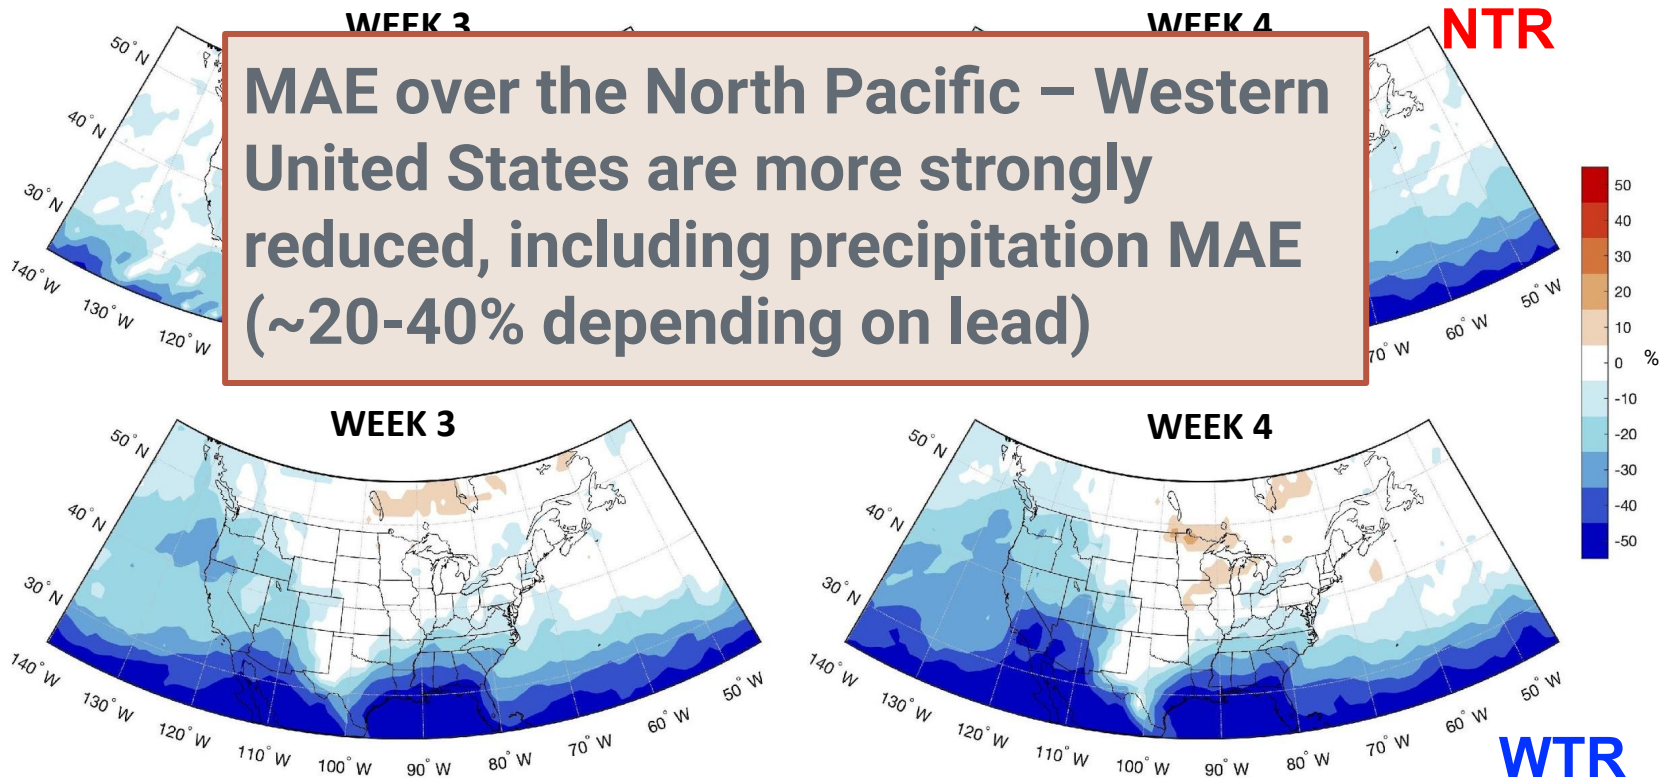 WEEK 3
WEEK 4
NTR
MAE over the North Pacific – Western
United States are more strongly
reduced, including precipitation MAE
(~20-40% depending on lead)
50° N
40° N
30° N
140° W
130° W
120° W
70° W
60° W
50° W
50
40
30
20
10
0
-10
-20
-30
-40
-50
%
WEEK 3
WEEK 4
50° N
40° N
30° N
140° W
130° W
120° W
110° W
100° W
90° W
80° W
70° W
60° W
50° W
50° N
40° N
30° N
140° W
130° W
120° W
110° W
100° W
90° W
80° W
70° W
60° W
50° W
WTR